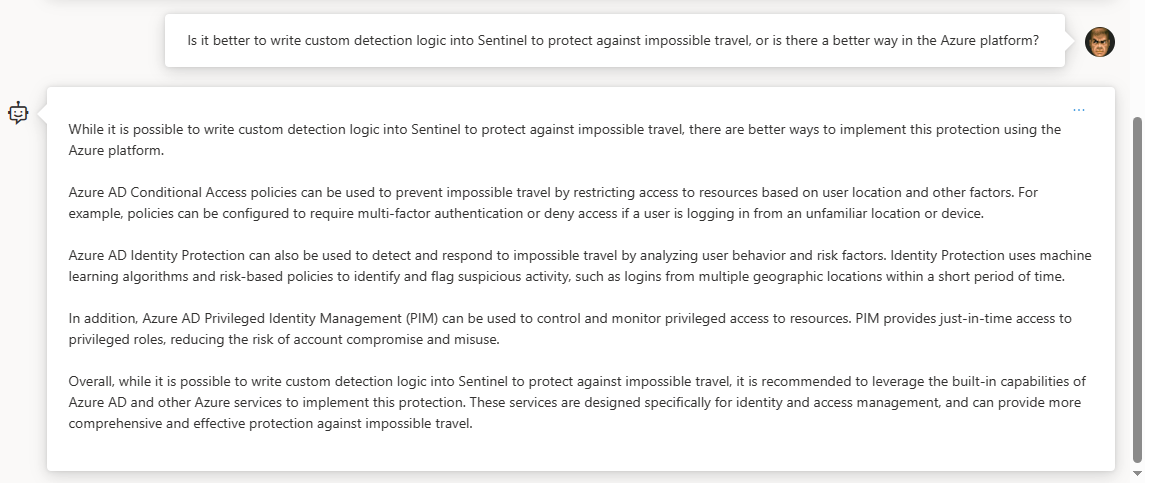 Is it better to write custom detection logic into Sentinel to protect against impossible travel, or is there a better way in the Azure platform?
...
While it is possible to write custom detection logic into Sentinel to protect against impossible travel, there are better ways to implement this protection using the
Azure platform.
Azure AD Conditional Access policies can be used to prevent impossible travel by restricting access to resources based on user location and other factors. For
example, policies can be configured to require multi-factor authentication or deny access if a user is logging in from an unfamiliar location or device.
Azure AD Identity Protection can also be used to detect and respond to impossible travel by analyzing user behavior and risk factors. Identity Protection uses machine
learning algorithms and risk-based policies to identify and flag suspicious activity, such as logins from multiple geographic locations within a short period of time.
In addition, Azure AD Privileged Identity Management (PIM) can be used to control and monitor privileged access to resources. PIM provides just-in-time access to
privileged roles, reducing the risk of account compromise and misuse.
Overall, while it is possible to write custom detection logic into Sentinel to protect against impossible travel, it is recommended to leverage the built-in capabilities of
Azure AD and other Azure services to implement this protection. These services are designed specifically for identity and access management, and can provide more
comprehensive and effective protection against impossible travel.